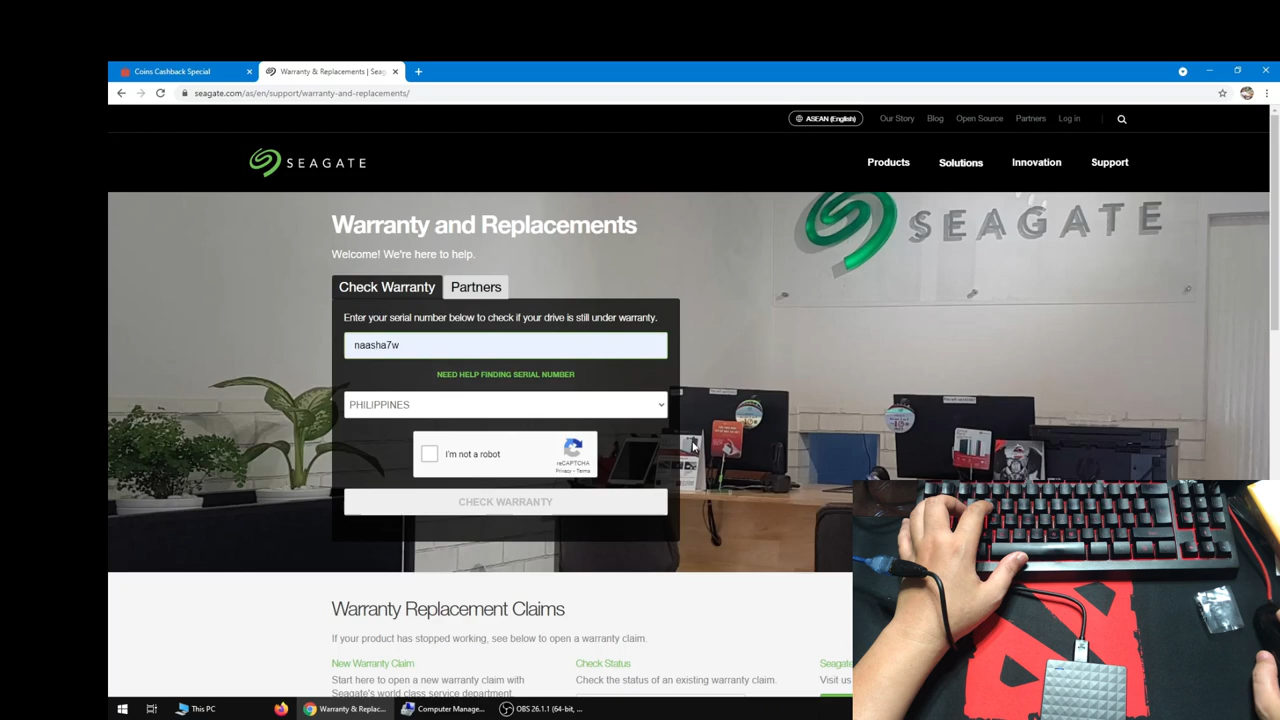 Coins Cashback Special
Warranty & Replacements | Seag
seagate.com/as/en/support/warranty-and-replacements/
ASEAN (English)
Our Story
Blog
Open Source
Partners
Log in
SEAGATE
Products
Solutions
Innovation
Support
SEAGATE
Warranty and Replacements
Welcome! We're here to help.
Check Warranty
Partners
Enter your serial number below to check if your drive is still under warranty.
naasha7w
NEED HELP FINDING SERIAL NUMBER
PHILIPPINES
I'm not a robot
reCAPTCHA
Privacy - Terms
CHECK WARRANTY
Warranty Replacement Claims
If your product has stopped working, see below to open a warranty claim.
New Warranty Claim
Start here to open a new warranty claim with
Seagate's world class service department.
Check Status
Check the status of an existing warranty claim.
Seagate
Visit us
This PC
Warranty & Replac...
Computer Manage...
OBS 26.1.1 (64-bit, ...